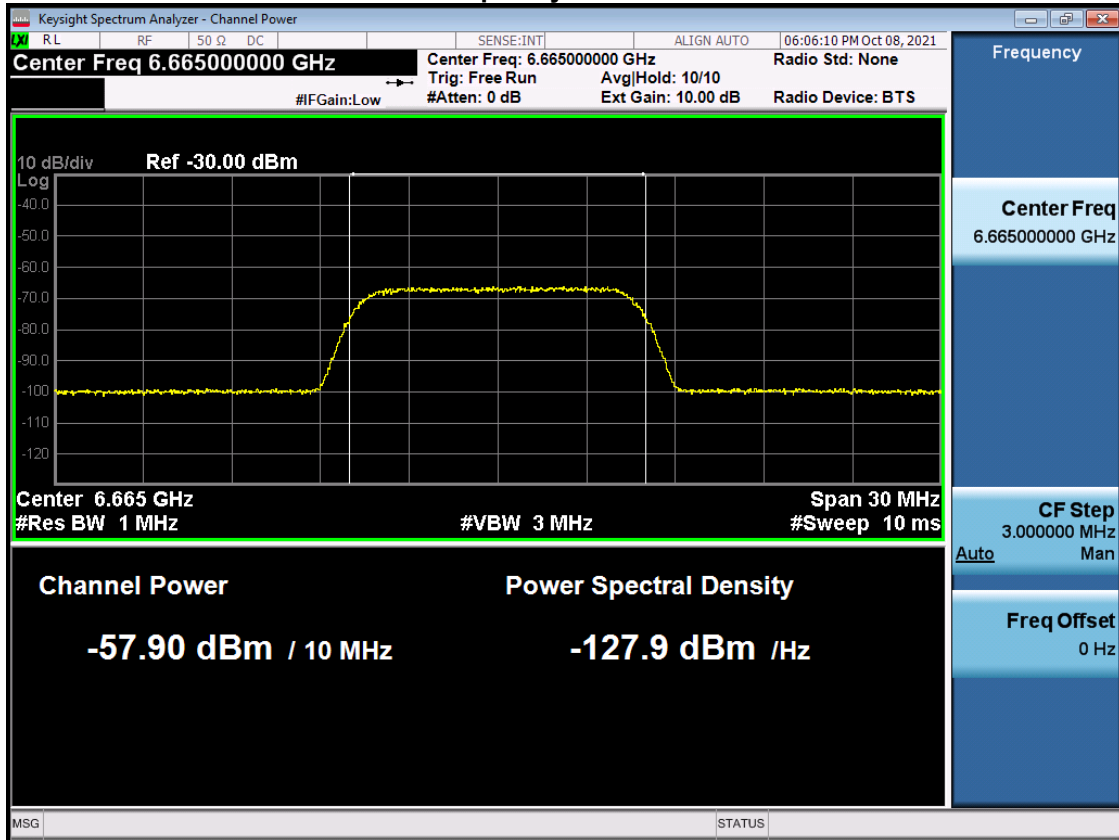 Keysight Spectrum Analyzer - Channel Power
LXI RL RF 50 Ω DC SENSE:INT ALIGN AUTO 06:06:10 PM Oct 08, 2021
Center Freq 6.665000000 GHz
#IFGain:Low
Center Freq: 6.665000000 GHz
Trig: Free Run Avg|Hold: 10/10
#Atten: 0 dB Ext Gain: 10.00 dB
Radio Std: None
Radio Device: BTS
10 dB/div Ref -30.00 dBm
Log
-40.0
-50.0
-60.0
-70.0
-80.0
-90.0
-100
-110
-120
Center 6.665 GHz Span 30 MHz
#Res BW 1 MHz #VBW 3 MHz #Sweep 10 ms
Channel Power Power Spectral Density
-57.90 dBm / 10 MHz -127.9 dBm /Hz
Frequency
Center Freq
6.665000000 GHz
CF Step
3.000000 MHz
Auto Man
Freq Offset
0 Hz
MSG STATUS